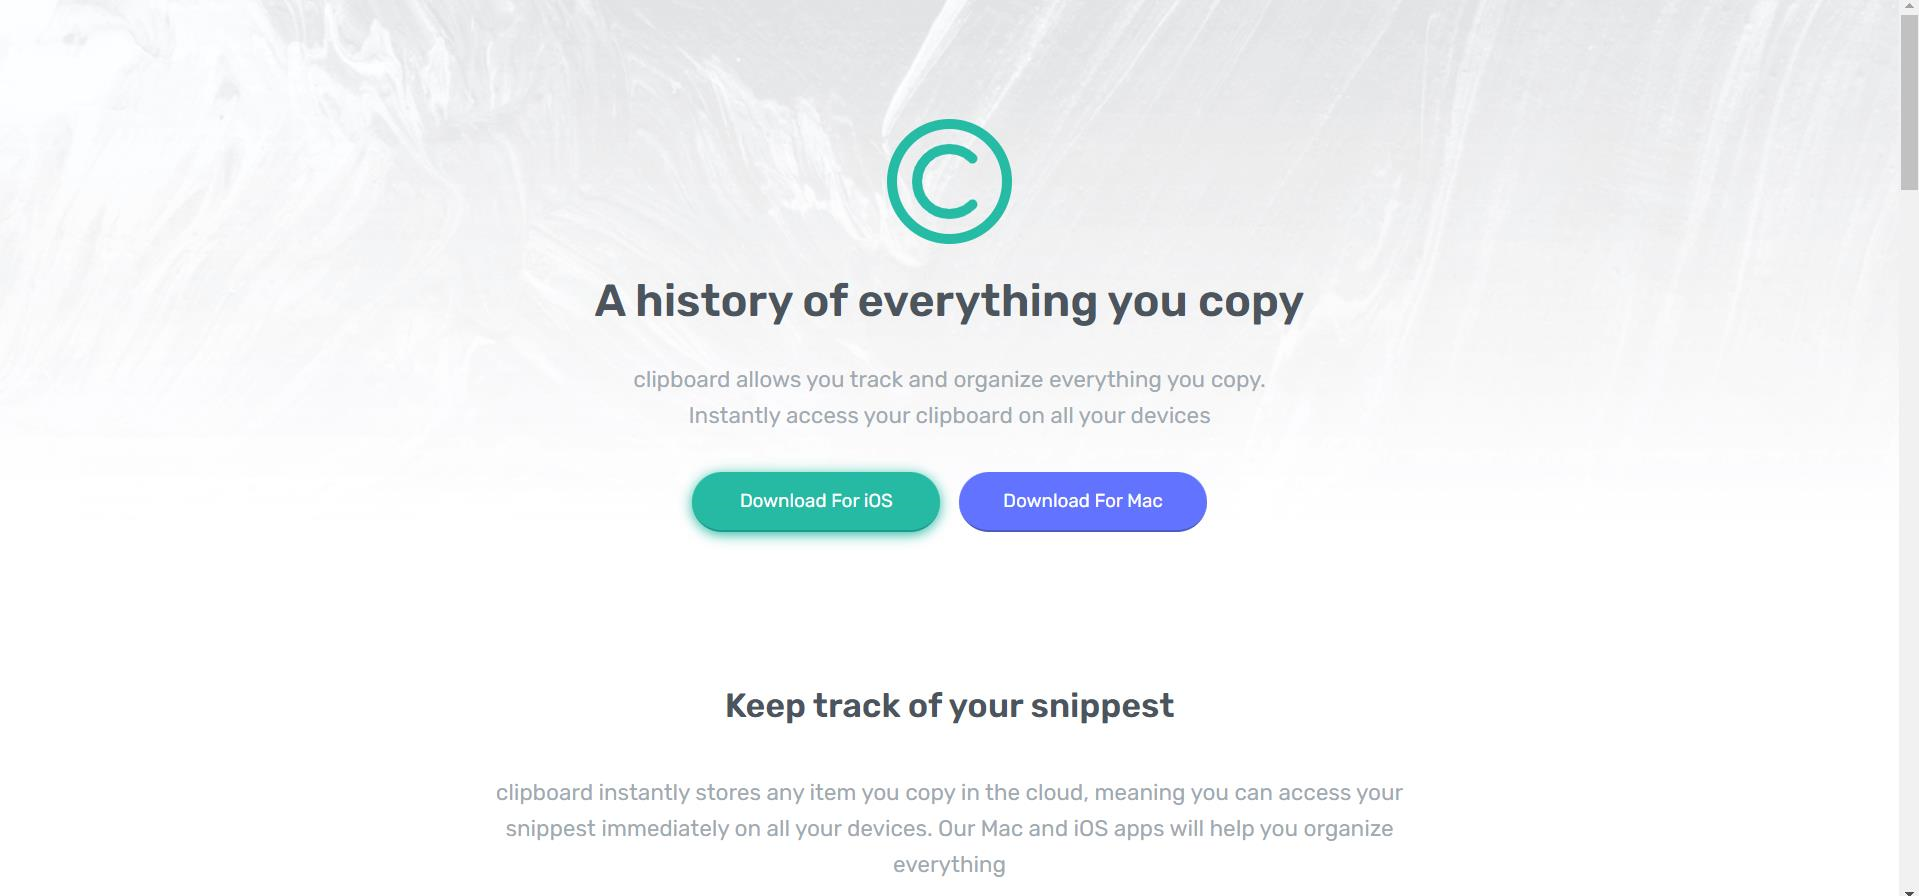 A history of everything you copy
clipboard allows you track and organize everything you copy.
Instantly access your clipboard on all your devices
Download For iOS
Download For Mac
Keep track of your snippest
clipboard instantly stores any item you copy in the cloud, meaning you can access your
snippest immediately on all your devices. Our Mac and iOS apps will help you organize
everything